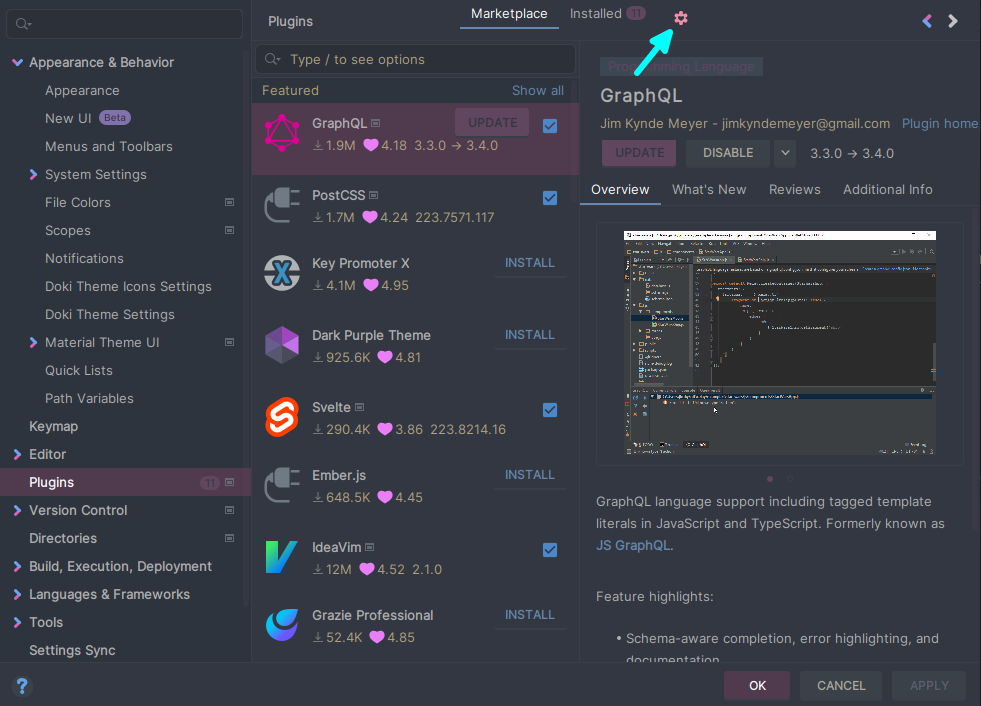 Plugins
Marketplace
Installed 11
Appearance & Behavior
Appearance
New UI Beta
Menus and Toolbars
System Settings
File Colors
Scopes
Notifications
Doki Theme Icons Settings
Doki Theme Settings
Material Theme UI
Quick Lists
Path Variables
Keymap
Editor
Plugins 11
Version Control
Directories
Build, Execution, Deployment
Languages & Frameworks
Tools
Settings Sync
Type / to see options
Featured Show all
GraphQL UPDATE
1.9M 4.18 3.3.0 → 3.4.0
PostCSS
1.7M 4.24 223.7571.117
Key Promoter X INSTALL
4.1M 4.95
Dark Purple Theme INSTALL
925.6K 4.81
Svelte
290.4K 3.86 223.8214.16
Ember.js INSTALL
648.5K 4.45
IdeaVim
12M 4.52 2.1.0
Grazie Professional INSTALL
52.4K 4.85
Programming Language
GraphQL
Jim Kynde Meyer - jimkyndemeyer@gmail.com Plugin home
UPDATE DISABLE 3.3.0 → 3.4.0
Overview What's New Reviews Additional Info
GraphQL language support including tagged template
literals in JavaScript and TypeScript. Formerly known as
JS GraphQL.
Feature highlights:
• Schema-aware completion, error highlighting, and
documentation
? OK CANCEL APPLY